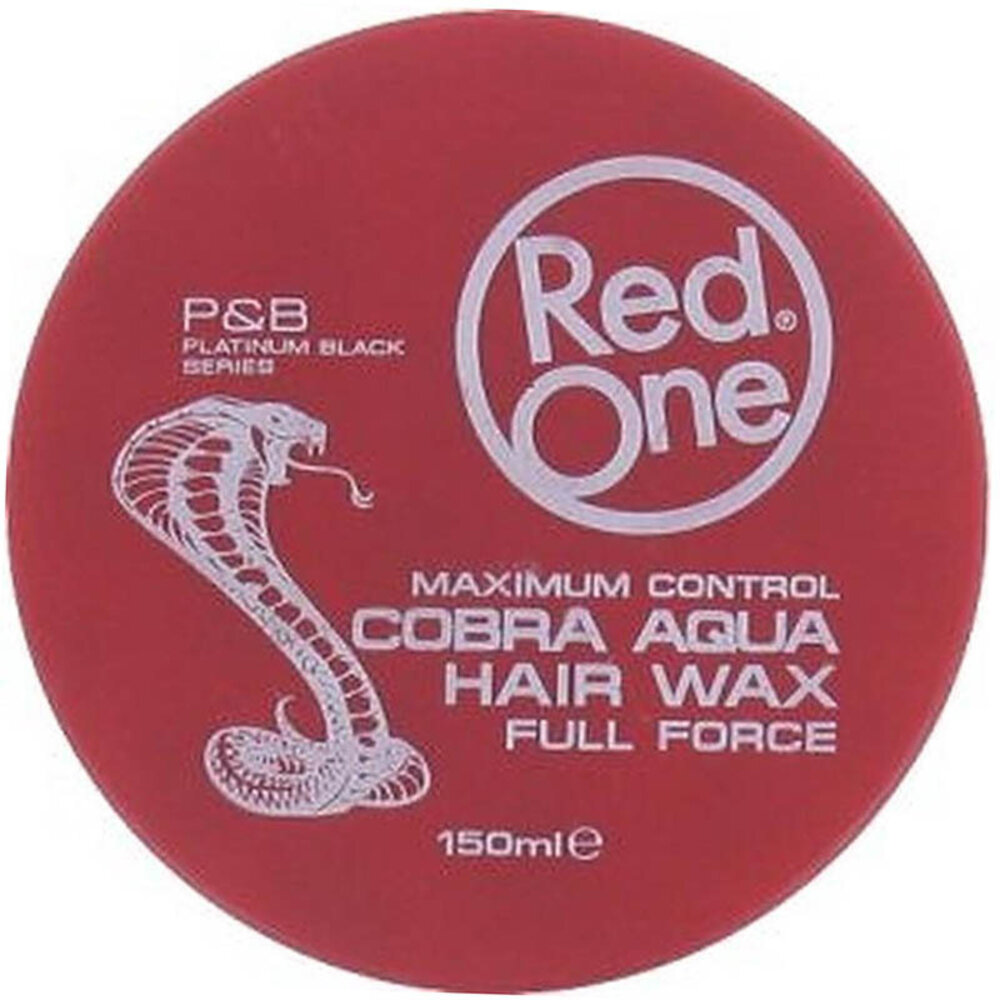 Red®
One
P&B
PLATINUM BLACK
SERIES
MAXIMUM CONTROL
COBRA AQUA
HAIR WAX
FULL FORCE
150ml℮